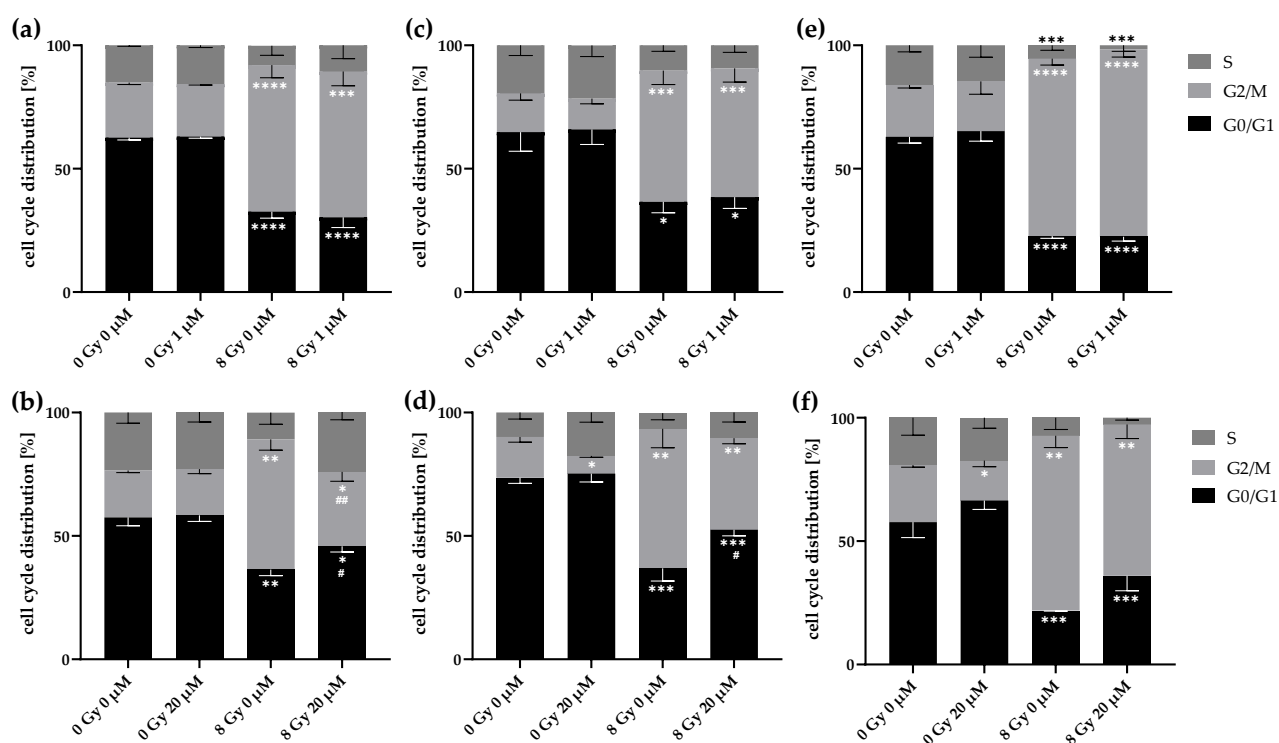 (a)
cell cycle distribution [%]
100
50
0
****
***
****
****
0 Gy 0 µM
0 Gy 1 µM
8 Gy 0 µM
8 Gy 1 µM
(c)
cell cycle distribution [%]
100
50
0
***
***
*
*
0 Gy 0 µM
0 Gy 1 µM
8 Gy 0 µM
8 Gy 1 µM
(e)
cell cycle distribution [%]
100
50
0
***
***
****
****
****
****
0 Gy 0 µM
0 Gy 1 µM
8 Gy 0 µM
8 Gy 1 µM
S
G2/M
G0/G1
(b)
cell cycle distribution [%]
100
50
0
**
*
##
**
*
#
0 Gy 0 µM
0 Gy 20 µM
8 Gy 0 µM
8 Gy 20 µM
(d)
cell cycle distribution [%]
100
50
0
*
**
**
***
***
#
0 Gy 0 µM
0 Gy 20 µM
8 Gy 0 µM
8 Gy 20 µM
(f)
cell cycle distribution [%]
100
50
0
*
**
**
***
***
0 Gy 0 µM
0 Gy 20 µM
8 Gy 0 µM
8 Gy 20 µM
S
G2/M
G0/G1